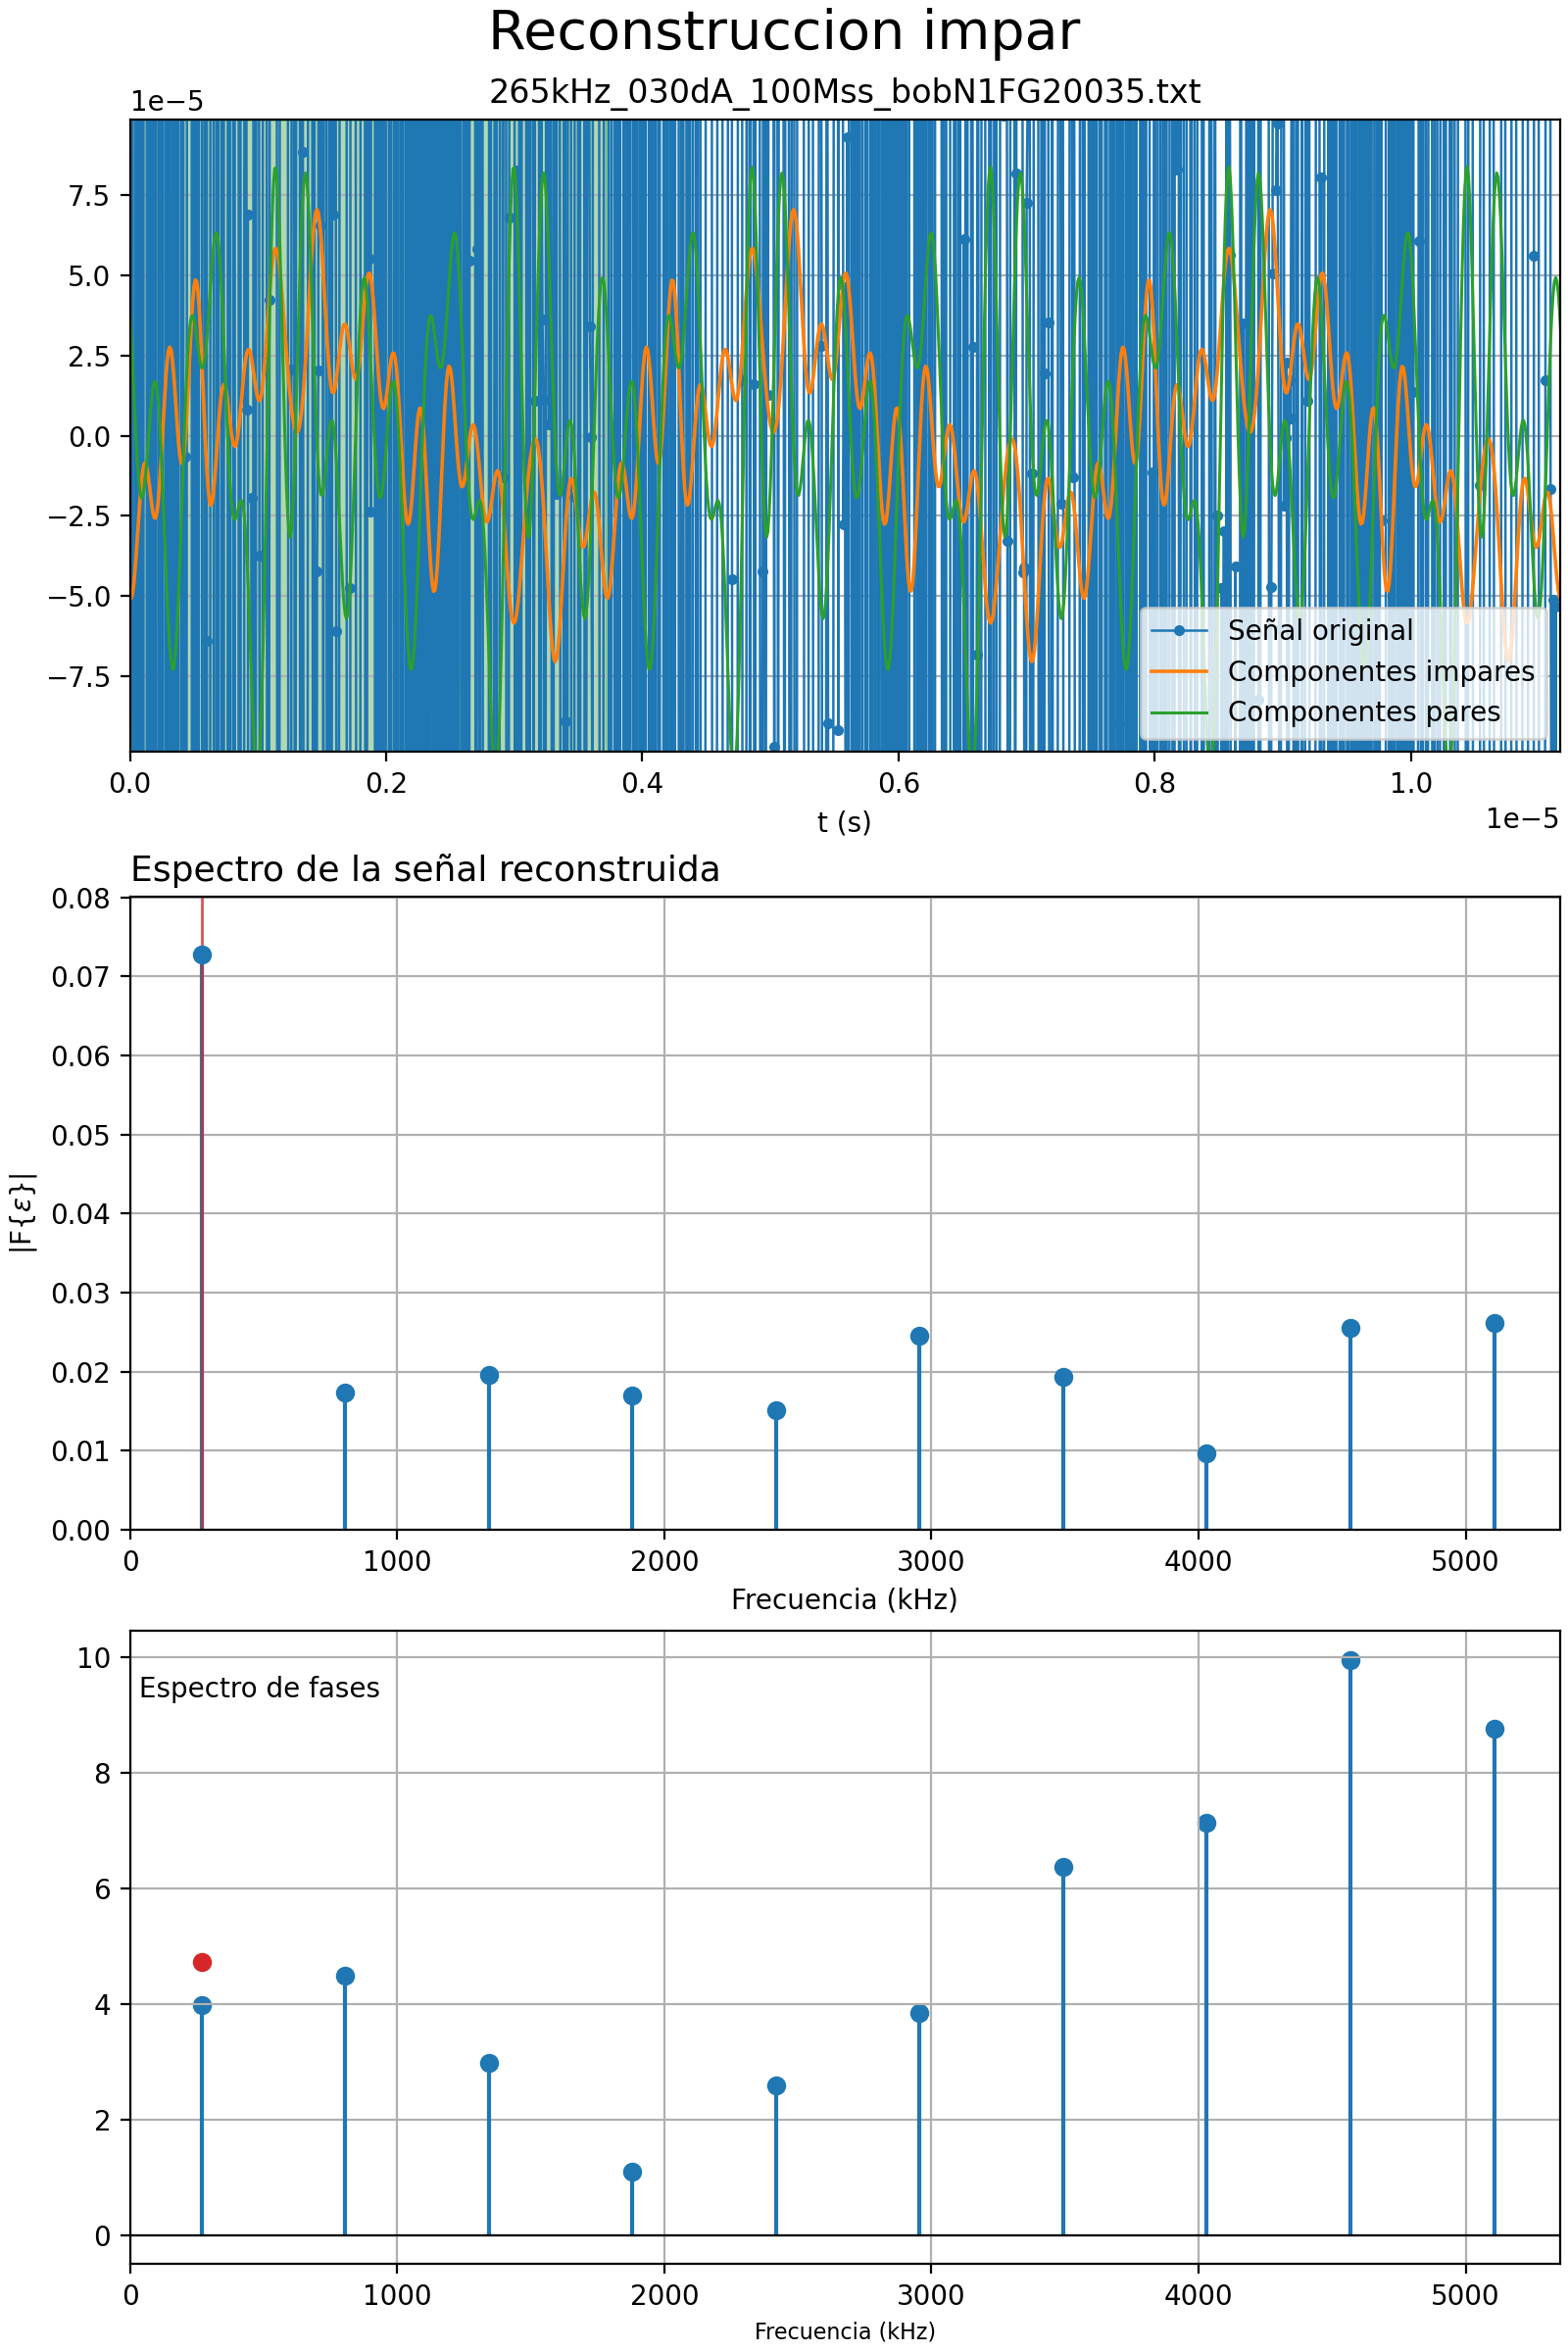 Reconstruccion impar
265kHz_030dA_100Mss_bobN1FG20035.txt
1e−5
7.5
5.0
2.5
0.0
−2.5
−5.0
−7.5
Señal original
Componentes impares
Componentes pares
0.0 0.2 0.4 0.6 0.8 1.0
1e−5
t (s)
Espectro de la señal reconstruida
0.08
0.07
0.06
0.05
0.04
0.03
0.02
0.01
0.00
|F{ε}|
0 1000 2000 3000 4000 5000
Frecuencia (kHz)
Espectro de fases
10
8
6
4
2
0
0 1000 2000 3000 4000 5000
Frecuencia (kHz)